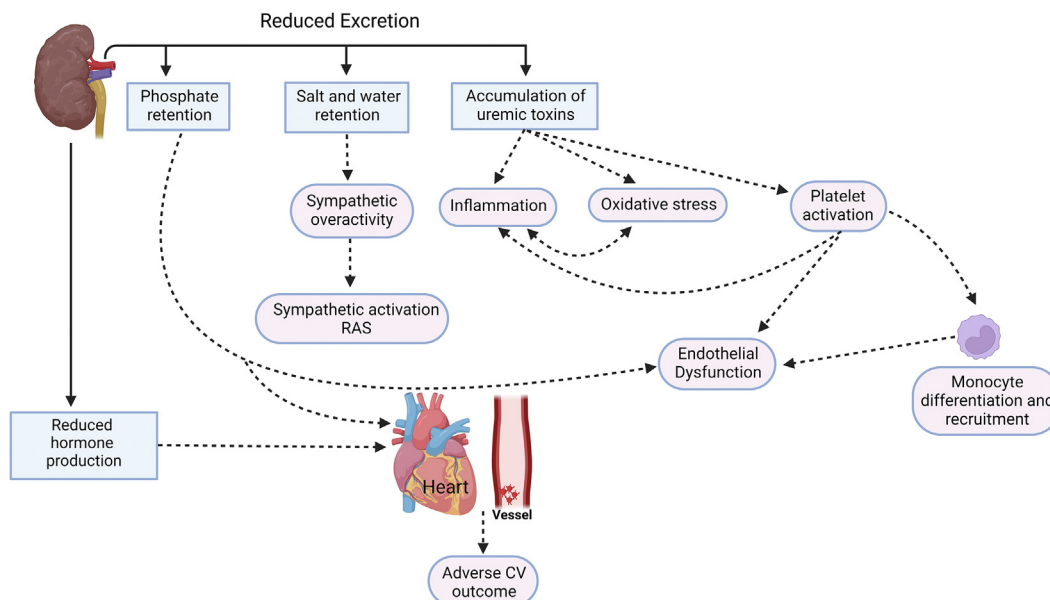 Reduced Excretion
Phosphate
retention
Salt and water
retention
Accumulation of
uremic toxins
Sympathetic
overactivity
Inflammation
Oxidative stress
Platelet
activation
Sympathetic activation
RAS
Endothelial
Dysfunction
Monocyte
differentiation and
recruitment
Reduced
hormone
production
Heart
Vessel
Adverse CV
outcome